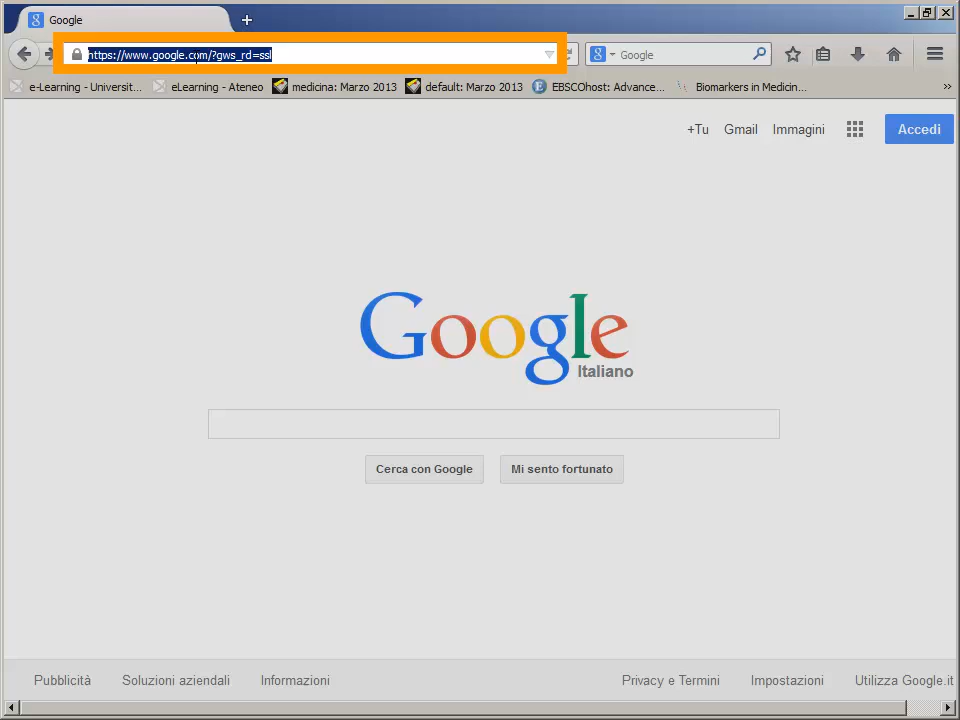 Google
https://www.google.com/?gws_rd=ssl
Google
e-Learning - Universit... eLearning - Ateneo medicina: Marzo 2013 default: Marzo 2013 EBSCOhost: Advance... Biomarkers in Medicin...
+Tu Gmail Immagini Accedi
Google
Italiano
Cerca con Google Mi sento fortunato
Pubblicità Soluzioni aziendali Informazioni Privacy e Termini Impostazioni Utilizza Google.it